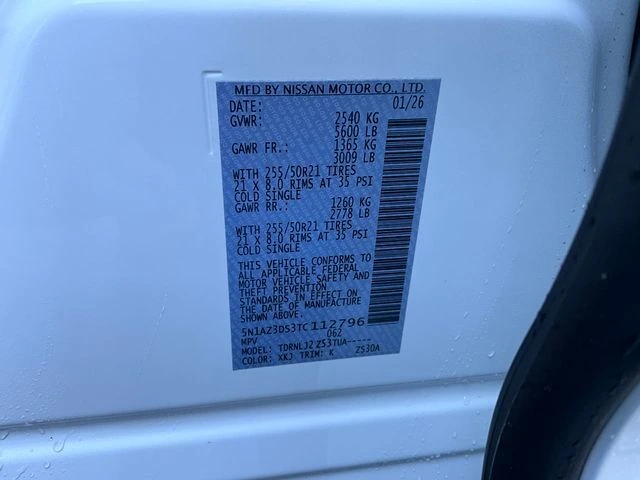 MFD BY NISSAN MOTOR CO., LTD.
DATE: 01/26
GVWR: 2540 KG
5600 LB
GAWR FR.: 1365 KG
3009 LB
WITH 255/50R21 TIRES
21 X 8.0 RIMS AT 35 PSI
COLD SINGLE
GAWR RR.: 1260 KG
2778 LB
WITH 255/50R21 TIRES
21 X 8.0 RIMS AT 35 PSI
COLD SINGLE
THIS VEHICLE CONFORMS TO
ALL APPLICABLE FEDERAL
MOTOR VEHICLE SAFETY AND
THEFT PREVENTION
STANDARDS IN EFFECT ON
THE DATE OF MANUFACTURE
SHOWN ABOVE.
5N1AZ3DS3TC112796
MPV 062
MODEL: TDRNLJ2 ZS3TUA-----
COLOR: XKJ TRIM: K ZS3DA